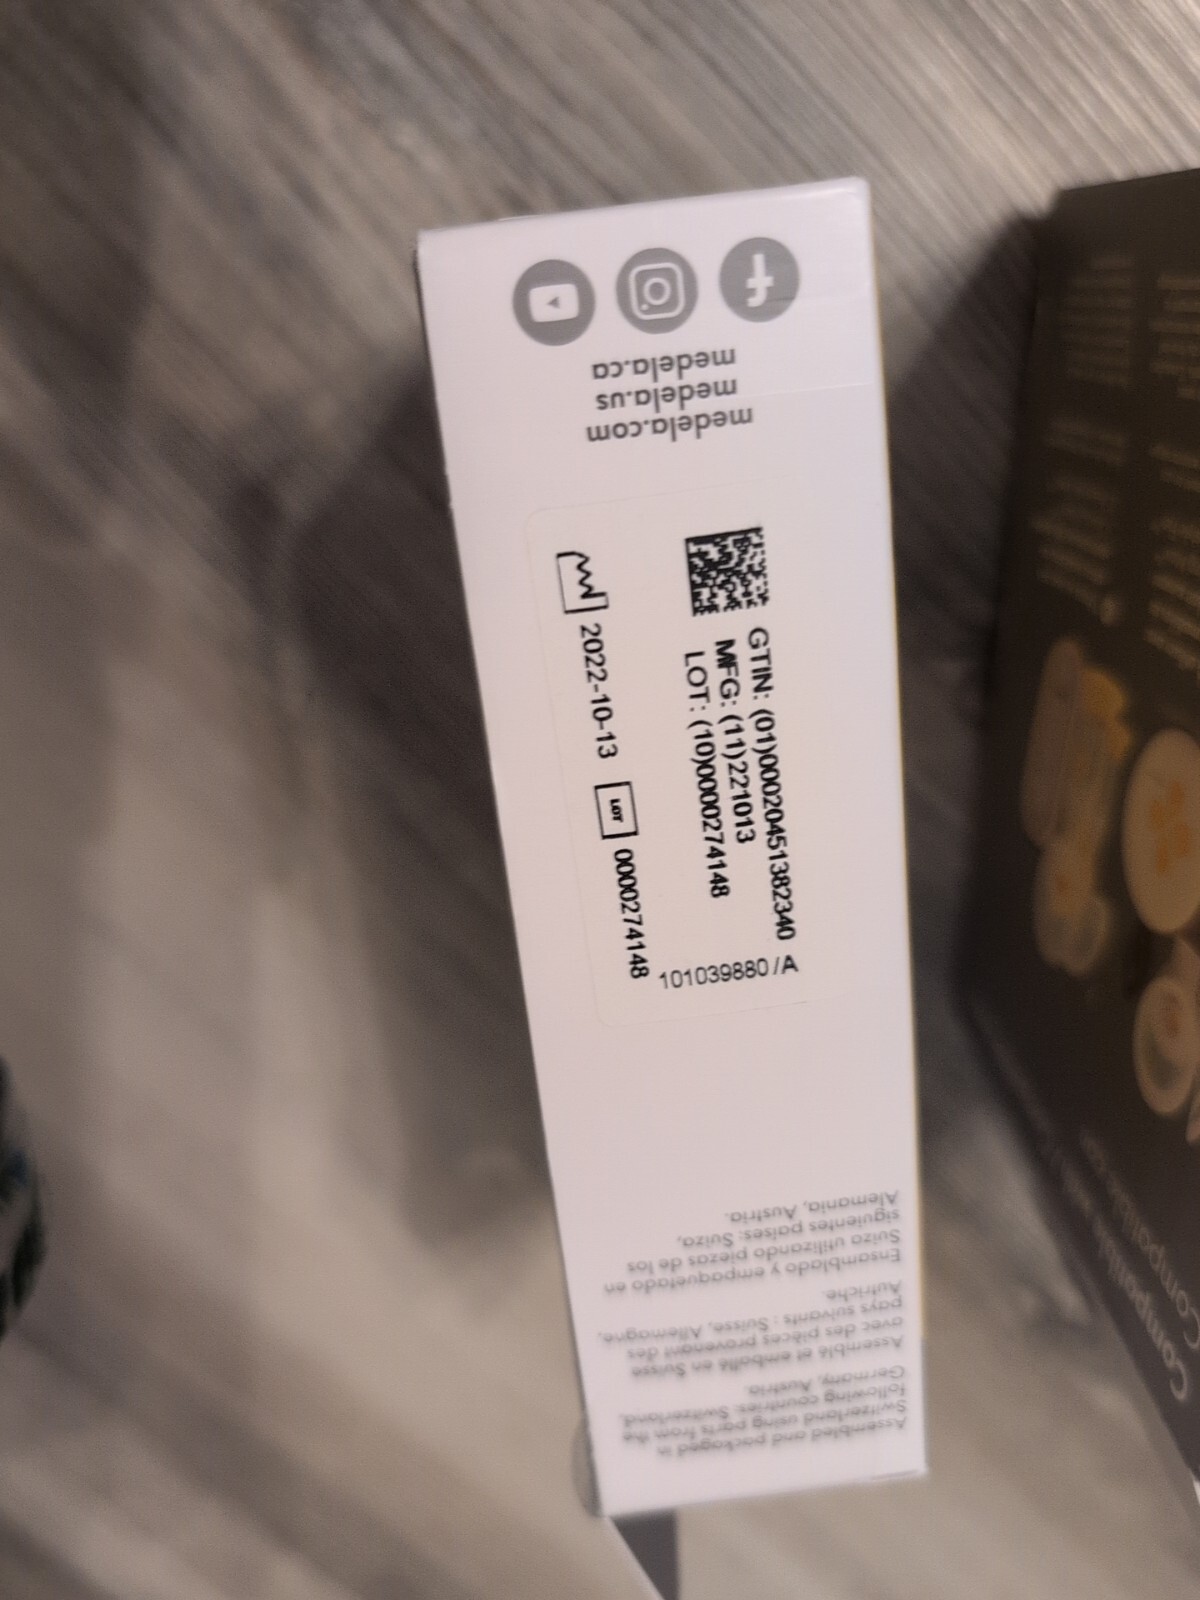 medela.com
medela.us
medela.ca
GTIN: (01)00020451382340
MFG: (11)221013
LOT: (10)0000274148
2022-10-13 LOT 0000274148
101039880/A
Assembled and packaged in
Switzerland using parts from the
following countries: Switzerland,
Germany, Austria.
Assemblé et emballé en Suisse
avec des pièces provenant des
pays suivants : Suisse, Allemagne,
Autriche.
Ensamblado y empaquetado en
Suiza utilizando piezas de los
siguientes países: Suiza,
Alemania, Austria.
Compatible